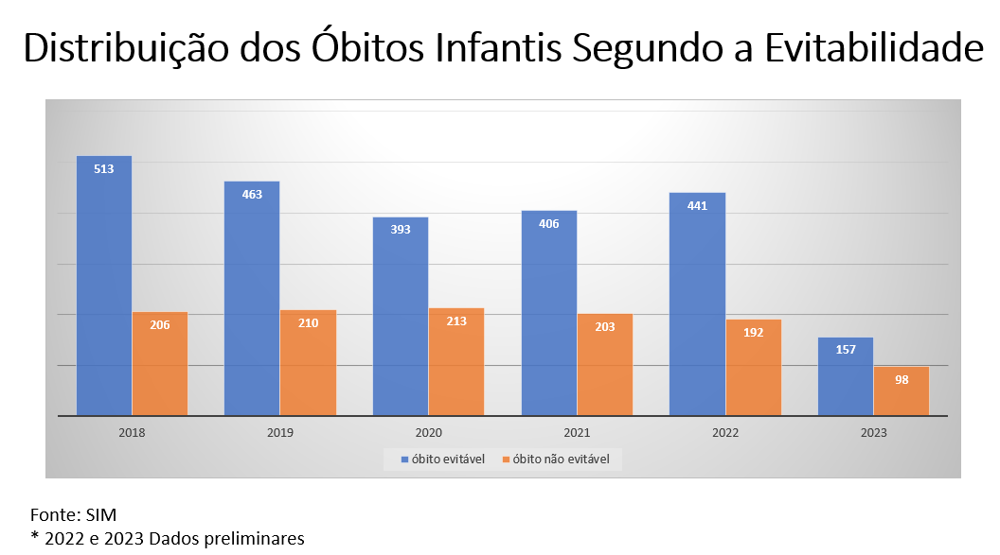 Distribuição dos Óbitos Infantis Segundo a Evitabilidade
513
206
463
210
393
213
406
203
441
192
157
98
2018 2019 2020 2021 2022 2023
óbito evitável óbito não evitável
Fonte: SIM
* 2022 e 2023 Dados preliminares